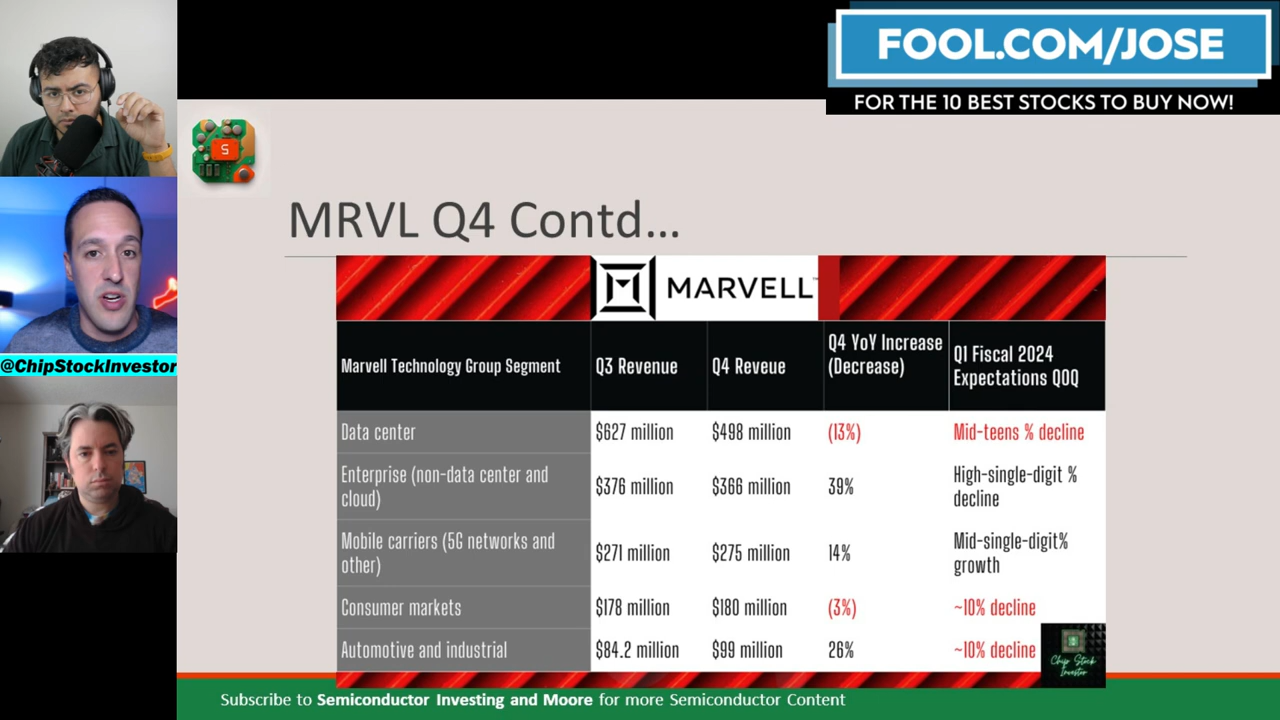 FOOL.COM/JOSE
FOR THE 10 BEST STOCKS TO BUY NOW!
S
MRVL Q4 Contd...
MARVELL™
Marvell Technology Group Segment
Q3 Revenue
Q4 Reveue
Q4 YoY Increase
(Decrease)
Q1 Fiscal 2024
Expectations QOQ
Data center
$627 million
$498 million
(13%)
Mid-teens % decline
Enterprise (non-data center and
cloud)
$376 million
$366 million
39%
High-single-digit %
decline
Mobile carriers (5G networks and
other)
$271 million
$275 million
14%
Mid-single-digit%
growth
Consumer markets
$178 million
$180 million
(3%)
~10% decline
Automotive and industrial
$84.2 million
$99 million
26%
~10% decline
Chip Stock
Investor
@ChipStockInvestor
Subscribe to Semiconductor Investing and Moore for more Semiconductor Content